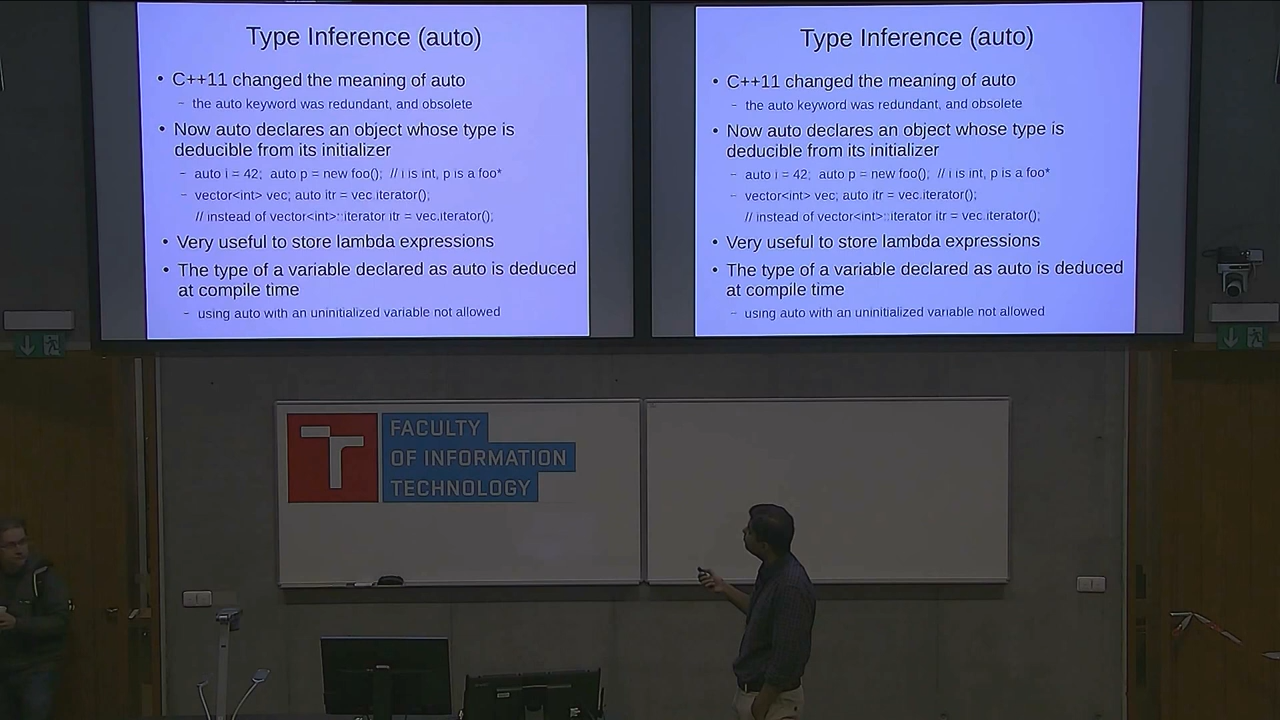 Type Inference (auto)
• C++11 changed the meaning of auto
– the auto keyword was redundant, and obsolete
• Now auto declares an object whose type is
deducible from its initializer
– auto i = 42; auto p = new foo(); // i is int, p is a foo*
– vector<int> vec; auto itr = vec.iterator();
// instead of vector<int>::iterator itr = vec.iterator();
• Very useful to store lambda expressions
• The type of a variable declared as auto is deduced
at compile time
– using auto with an uninitialized variable not allowed
Type Inference (auto)
• C++11 changed the meaning of auto
– the auto keyword was redundant, and obsolete
• Now auto declares an object whose type is
deducible from its initializer
– auto i = 42; auto p = new foo(); // i is int, p is a foo*
– vector<int> vec; auto itr = vec.iterator();
// instead of vector<int>::iterator itr = vec.iterator();
• Very useful to store lambda expressions
• The type of a variable declared as auto is deduced
at compile time
– using auto with an uninitialized variable not allowed
T
FACULTY
OF INFORMATION
TECHNOLOGY